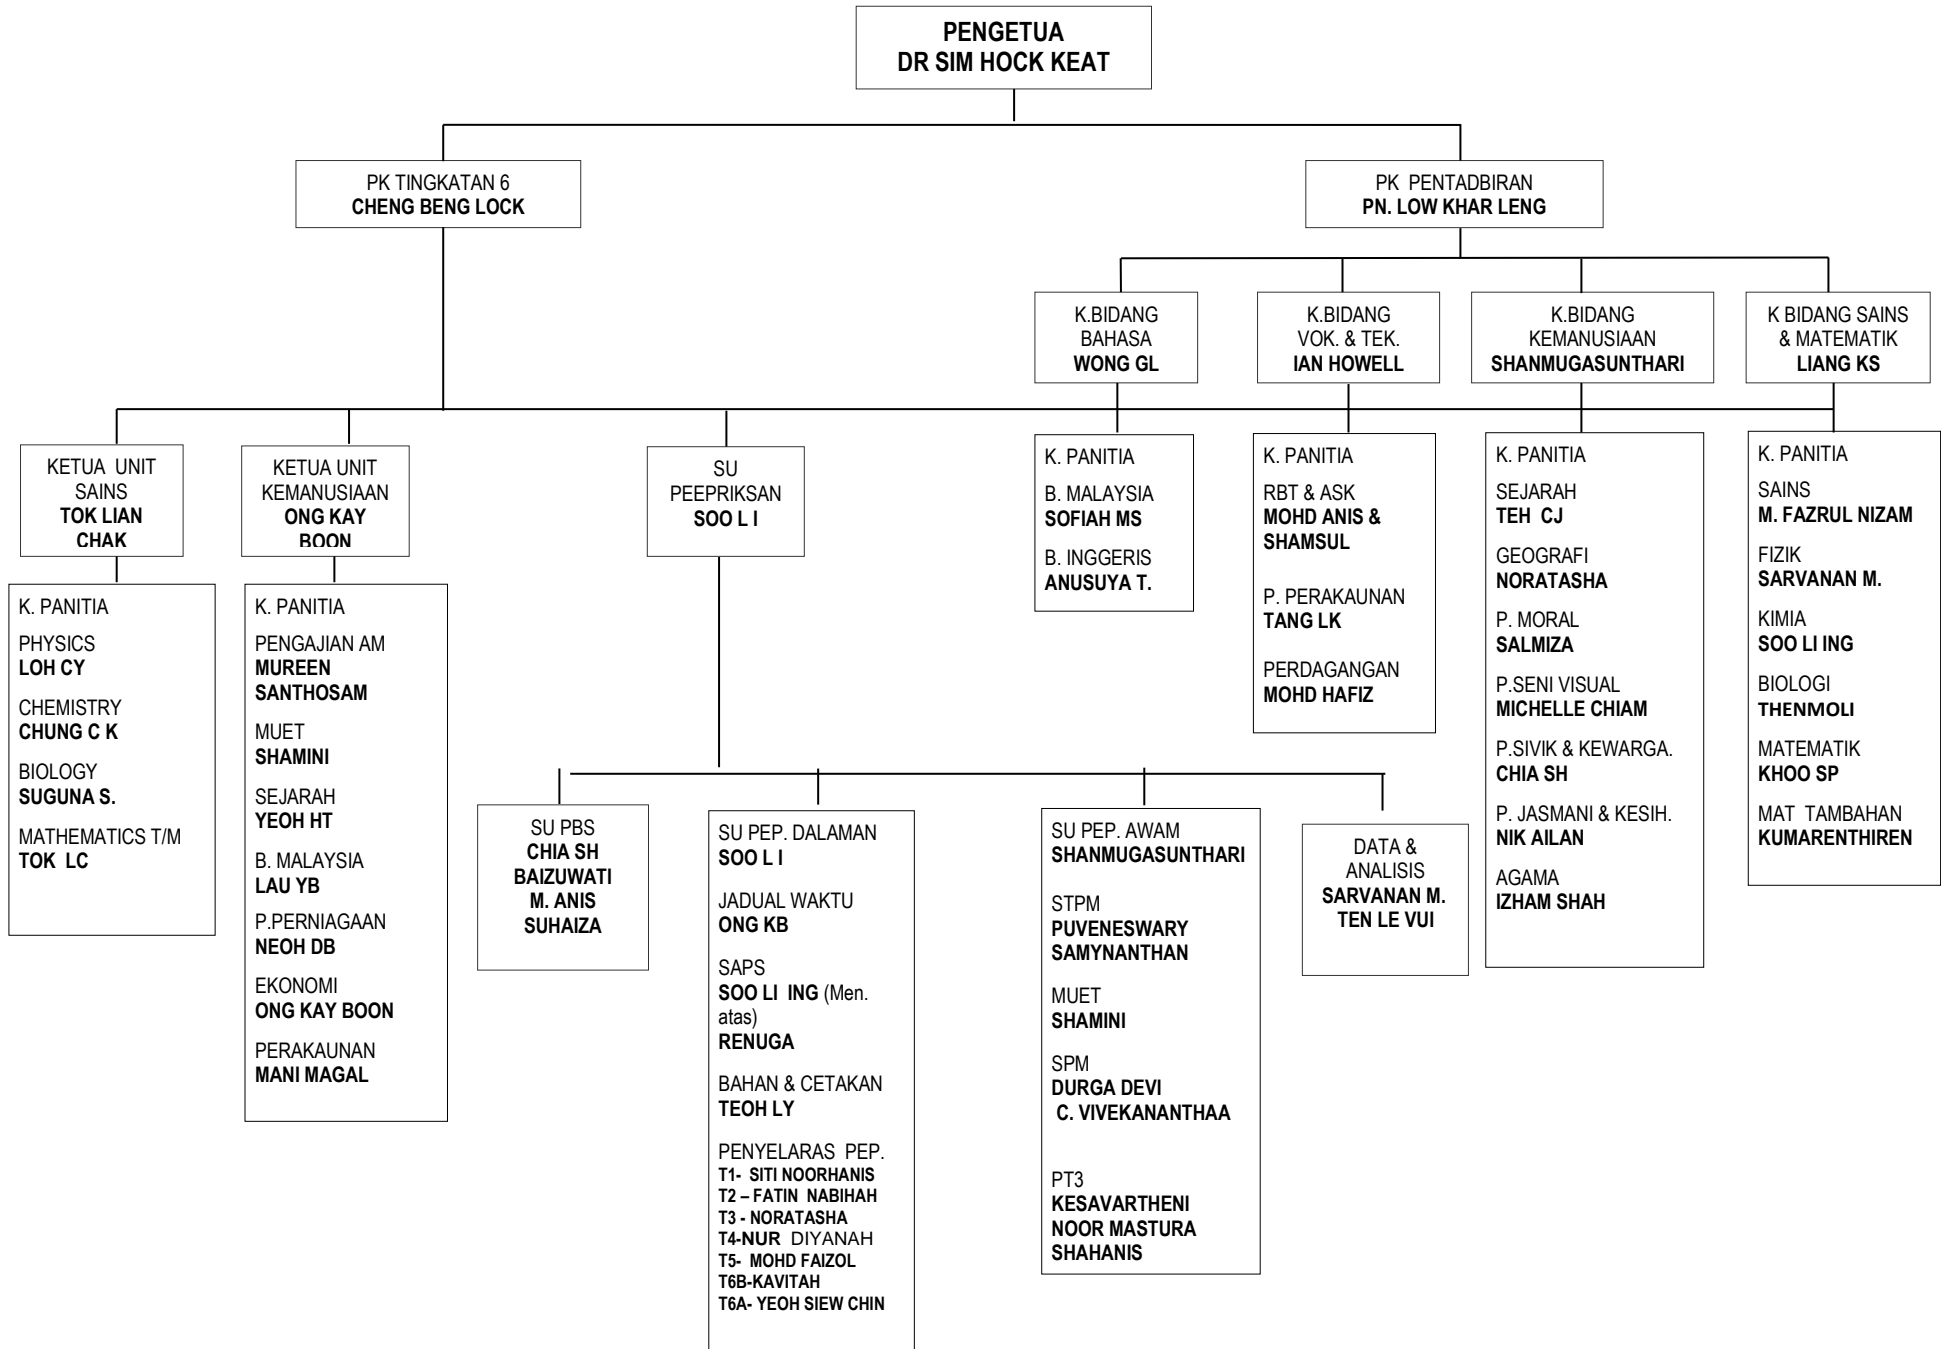 PENGETUA
DR SIM HOCK KEAT
PK TINGKATAN 6
CHENG BENG LOCK
PK PENTADBIRAN
PN. LOW KHAR LENG
K.BIDANG
BAHASA
WONG GL
K.BIDANG
VOK. & TEK.
IAN HOWELL
K.BIDANG
KEMANUSIAAN
SHANMUGASUNTHARI
K BIDANG SAINS
& MATEMATIK
LIANG KS
KETUA UNIT
SAINS
TOK LIAN
CHAK
KETUA UNIT
KEMANUSIAAN
ONG KAY
BOON
SU
PEEPRIKSAN
SOO L I
K. PANITIA
B. MALAYSIA
SOFIAH MS
B. INGGERIS
ANUSUYA T.
K. PANITIA
RBT & ASK
MOHD ANIS &
SHAMSUL
P. PERAKAUNAN
TANG LK
PERDAGANGAN
MOHD HAFIZ
K. PANITIA
SEJARAH
TEH CJ
GEOGRAFI
NORATASHA
P. MORAL
SALMIZA
P.SENI VISUAL
MICHELLE CHIAM
P.SIVIK & KEWARGA.
CHIA SH
P. JASMANI & KESIH.
NIK AILAN
AGAMA
IZHAM SHAH
K. PANITIA
SAINS
M. FAZRUL NIZAM
FIZIK
SARVANAN M.
KIMIA
SOO LI ING
BIOLOGI
THENMOLI
MATEMATIK
KHOO SP
MAT TAMBAHAN
KUMARENTHIREN
K. PANITIA
PHYSICS
LOH CY
CHEMISTRY
CHUNG C K
BIOLOGY
SUGUNA S.
MATHEMATICS T/M
TOK LC
K. PANITIA
PENGAJIAN AM
MUREEN
SANTHOSAM
MUET
SHAMINI
SEJARAH
YEOH HT
B. MALAYSIA
LAU YB
P.PERNIAGAAN
NEOH DB
EKONOMI
ONG KAY BOON
PERAKAUNAN
MANI MAGAL
SU PBS
CHIA SH
BAIZUWATI
M. ANIS
SUHAIZA
SU PEP. DALAMAN
SOO L I
JADUAL WAKTU
ONG KB
SAPS
SOO LI ING (Men.
atas)
RENUGA
BAHAN & CETAKAN
TEOH LY
PENYELARAS PEP.
T1- SITI NOORHANIS
T2 – FATIN NABIHAH
T3 - NORATASHA
T4-NUR DIYANAH
T5- MOHD FAIZOL
T6B-KAVITAH
T6A- YEOH SIEW CHIN
SU PEP. AWAM
SHANMUGASUNTHARI
STPM
PUVENESWARY
SAMYNANTHAN
MUET
SHAMINI
SPM
DURGA DEVI
C. VIVEKANANTHAA
PT3
KESAVARTHENI
NOOR MASTURA
SHAHANIS
DATA &
ANALISIS
SARVANAN M.
TEN LE VUI